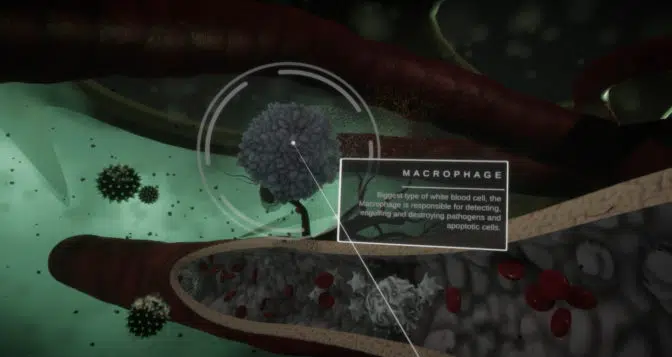 MACROPHAGE
Biggest type of white blood cell, the
Macrophage is responsible for detecting,
engulfing and destroying pathogens and
apoptotic cells.